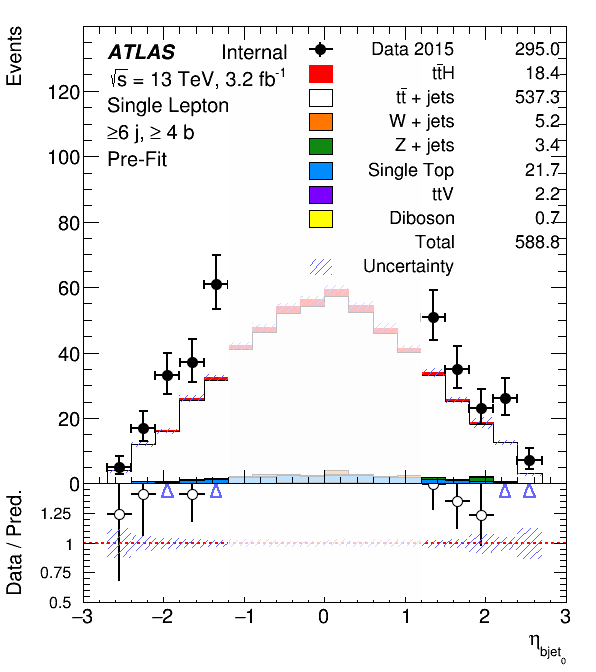 Events
ATLAS Internal
√s = 13 TeV, 3.2 fb⁻¹
Single Lepton
≥6 j, ≥ 4 b
Pre-Fit
Data 2015 295.0
tt̄H 18.4
tt̄ + jets 537.3
W + jets 5.2
Z + jets 3.4
Single Top 21.7
ttV 2.2
Diboson 0.7
Total 588.8
Uncertainty
120
100
80
60
40
20
0
Data / Pred.
1.25
1
0.75
0.5
−3 −2 −1 0 1 2 3
η_bjet_0